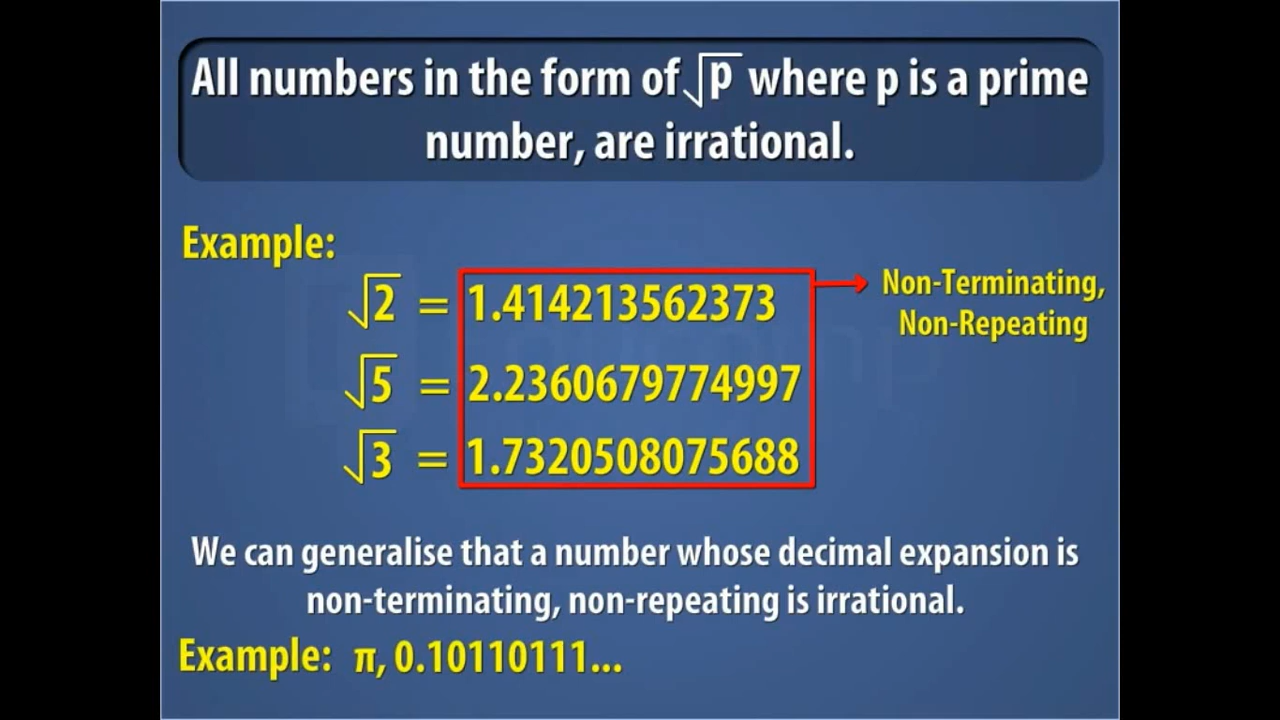 All numbers in the form of √p where p is a prime
number, are irrational.
Example:
√2 = 1.414213562373
Non-Terminating,
Non-Repeating
√5 = 2.2360679774997
√3 = 1.7320508075688
We can generalise that a number whose decimal expansion is
non-terminating, non-repeating is irrational.
Example: π, 0.10110111...